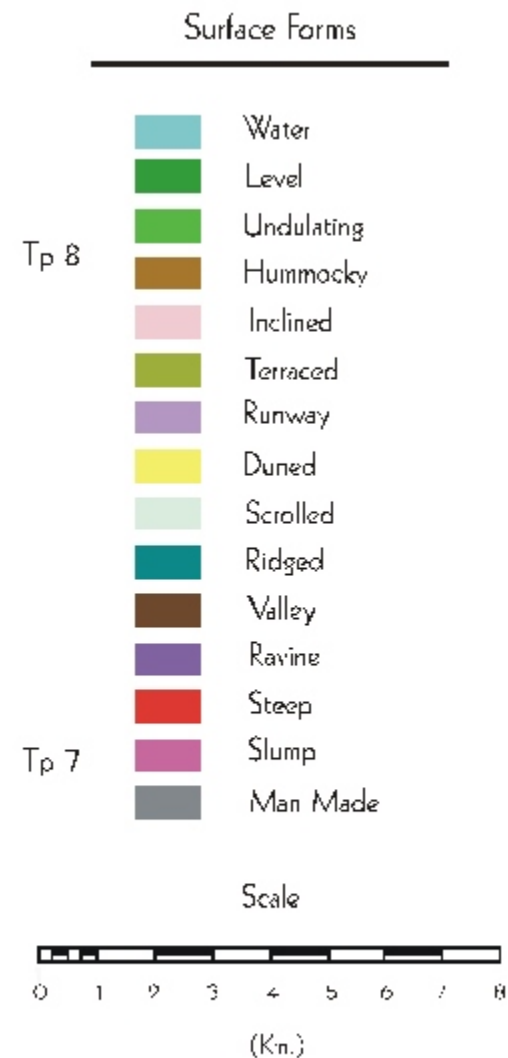 Surface Forms
Water
Level
Undulating
Tp 8
Hummocky
Inclined
Terraced
Runway
Duned
Scrolled
Ridged
Valley
Ravine
Steep
Slump
Tp 7
Man Made
Scale
0 1 2 3 4 5 6 7 8
(Km.)